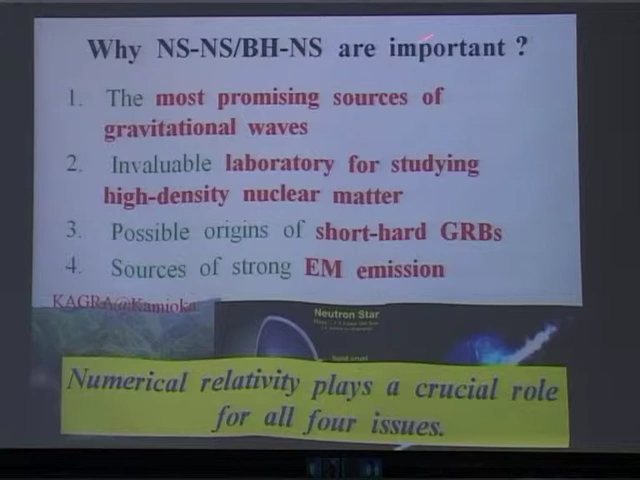 Why NS-NS/BH-NS are important ?
1. The most promising sources of
gravitational waves
2. Invaluable laboratory for studying
high-density nuclear matter
3. Possible origins of short-hard GRBs
4. Sources of strong EM emission
KAGRA@Kamioka
Neutron Star
Numerical relativity plays a crucial role
for all four issues.